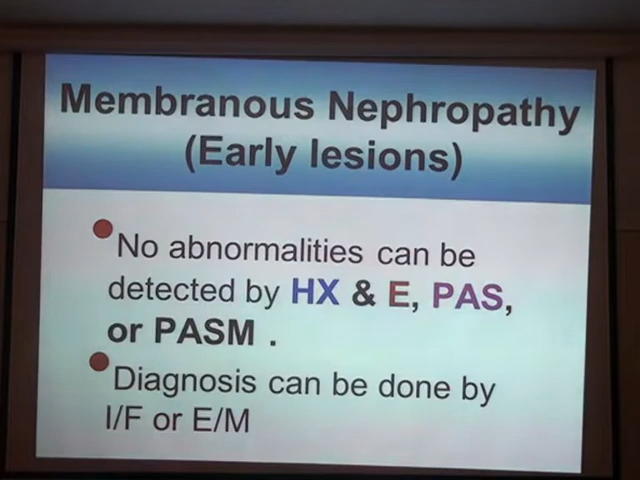 Membranous Nephropathy
(Early lesions)
No abnormalities can be
detected by HX & E, PAS,
or PASM .
Diagnosis can be done by
I/F or E/M